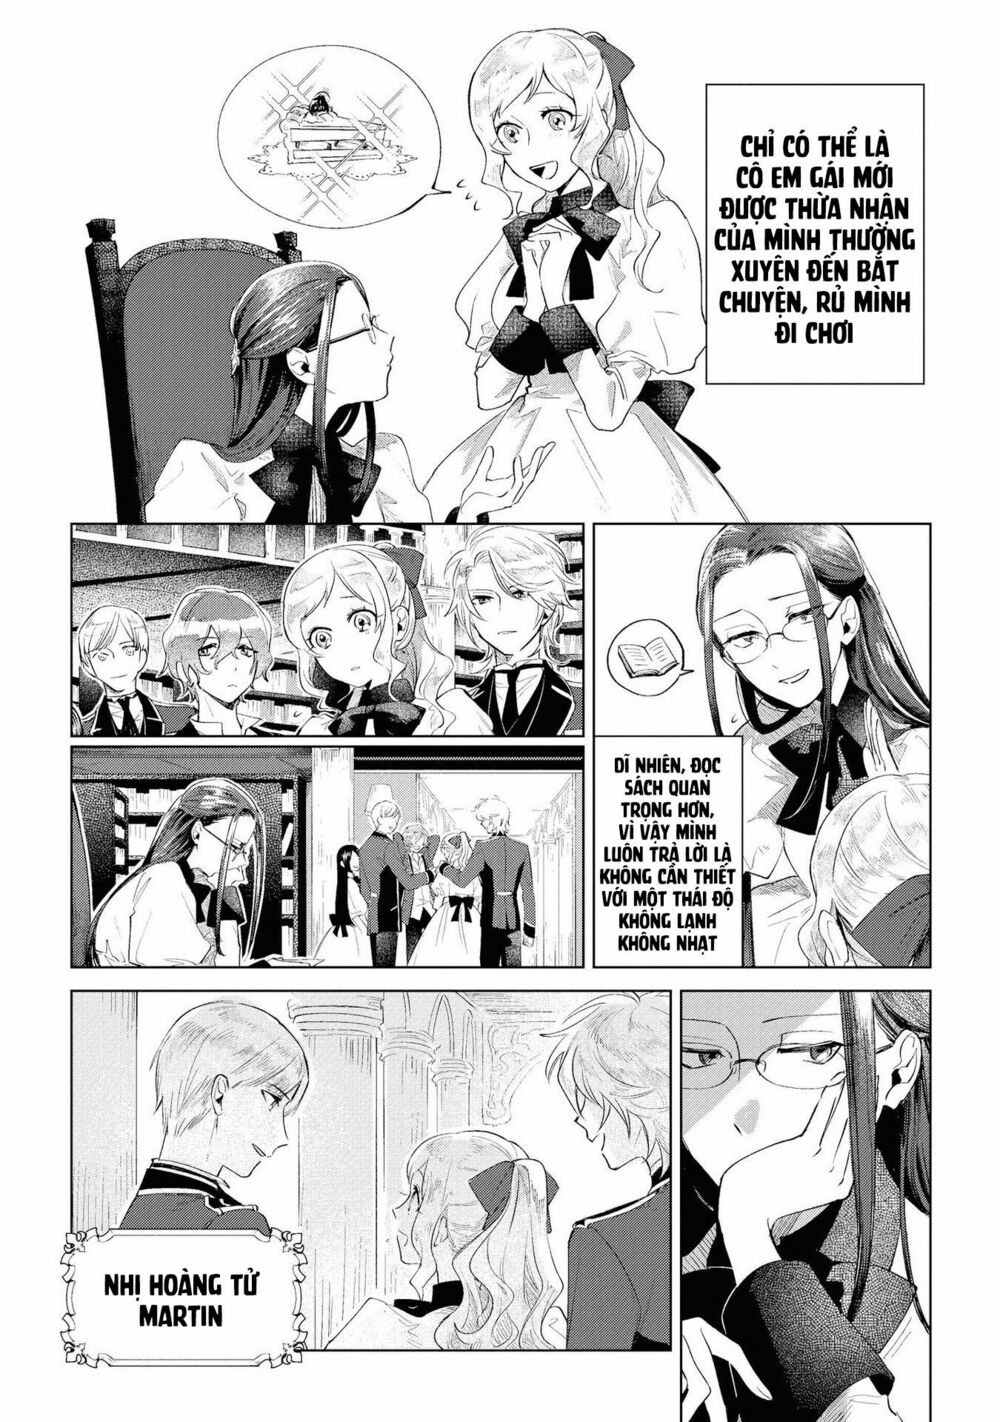 CHỈ CÓ THỂ LÀ
CÔ EM GÁI MỚI
ĐƯỢC THỪA NHẬN
CỦA MÌNH THƯỜNG
XUYÊN ĐẾN BẮT
CHUYỆN, RỦ MÌNH
ĐI CHƠI
DĨ NHIÊN, ĐỌC
SÁCH QUAN
TRỌNG HƠN,
VÌ VẬY MÌNH
LUÔN TRẢ LỜI LÀ
KHÔNG CẦN THIẾT
VỚI MỘT THÁI ĐỘ
KHÔNG LẠNH
KHÔNG NHẠT
NHỊ HOÀNG TỬ
MARTIN